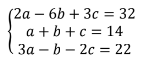 2a − 6b + 3c = 32
a + b + c = 14
3a − b − 2c = 22